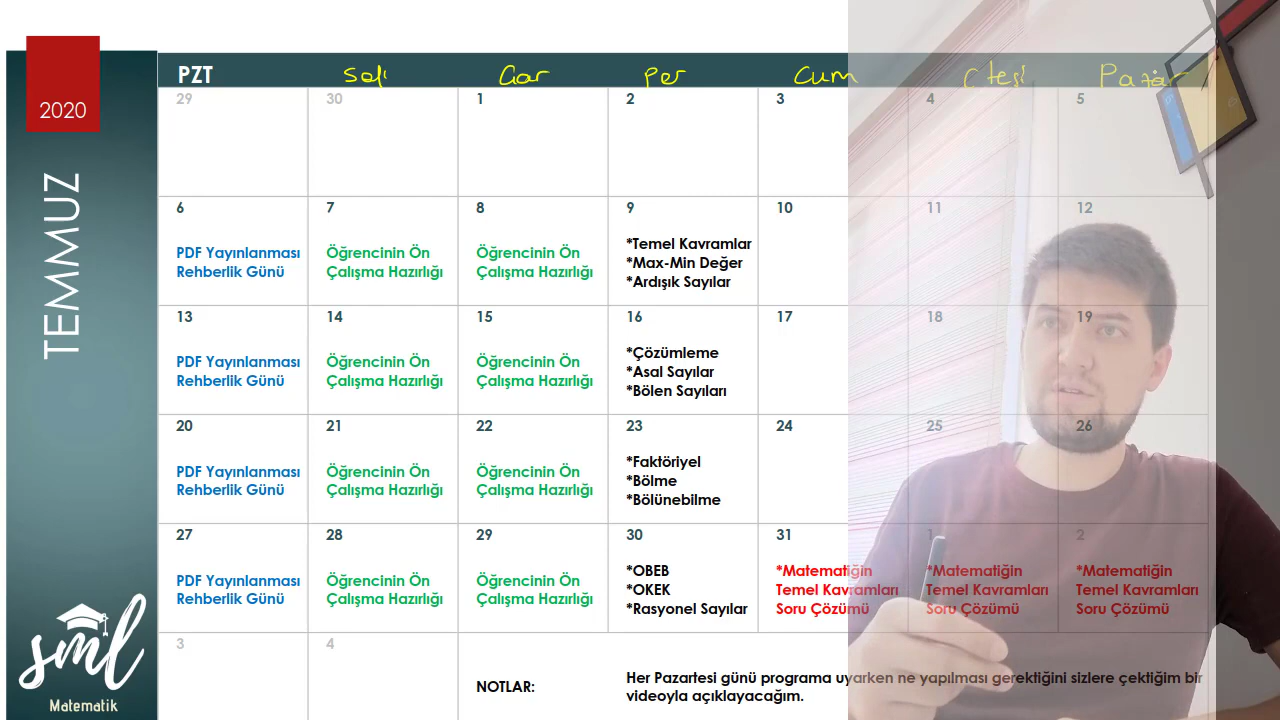 2020
TEMMUZ
PZT Salı Çar Per Cum Ctesi Pazar
29 30 1 2 3 4 5
6 7 8 9 10 11 12
PDF Yayınlanması
Rehberlik Günü
Öğrencinin Ön
Çalışma Hazırlığı
Öğrencinin Ön
Çalışma Hazırlığı
*Temel Kavramlar
*Max-Min Değer
*Ardışık Sayılar
13 14 15 16 17 18 19
PDF Yayınlanması
Rehberlik Günü
Öğrencinin Ön
Çalışma Hazırlığı
Öğrencinin Ön
Çalışma Hazırlığı
*Çözümleme
*Asal Sayılar
*Bölen Sayıları
20 21 22 23 24 25 26
PDF Yayınlanması
Rehberlik Günü
Öğrencinin Ön
Çalışma Hazırlığı
Öğrencinin Ön
Çalışma Hazırlığı
*Faktöriyel
*Bölme
*Bölünebilme
27 28 29 30 31 1 2
PDF Yayınlanması
Rehberlik Günü
Öğrencinin Ön
Çalışma Hazırlığı
Öğrencinin Ön
Çalışma Hazırlığı
*OBEB
*OKEK
*Rasyonel Sayılar
*Matematiğin
Temel Kavramları
Soru Çözümü
*Matematiğin
Temel Kavramları
Soru Çözümü
*Matematiğin
Temel Kavramları
Soru Çözümü
3 4
NOTLAR:
Her Pazartesi günü programa uyarken ne yapılması gerektiğini sizlere çektiğim bir
videoyla açıklayacağım.
sml
Matematik